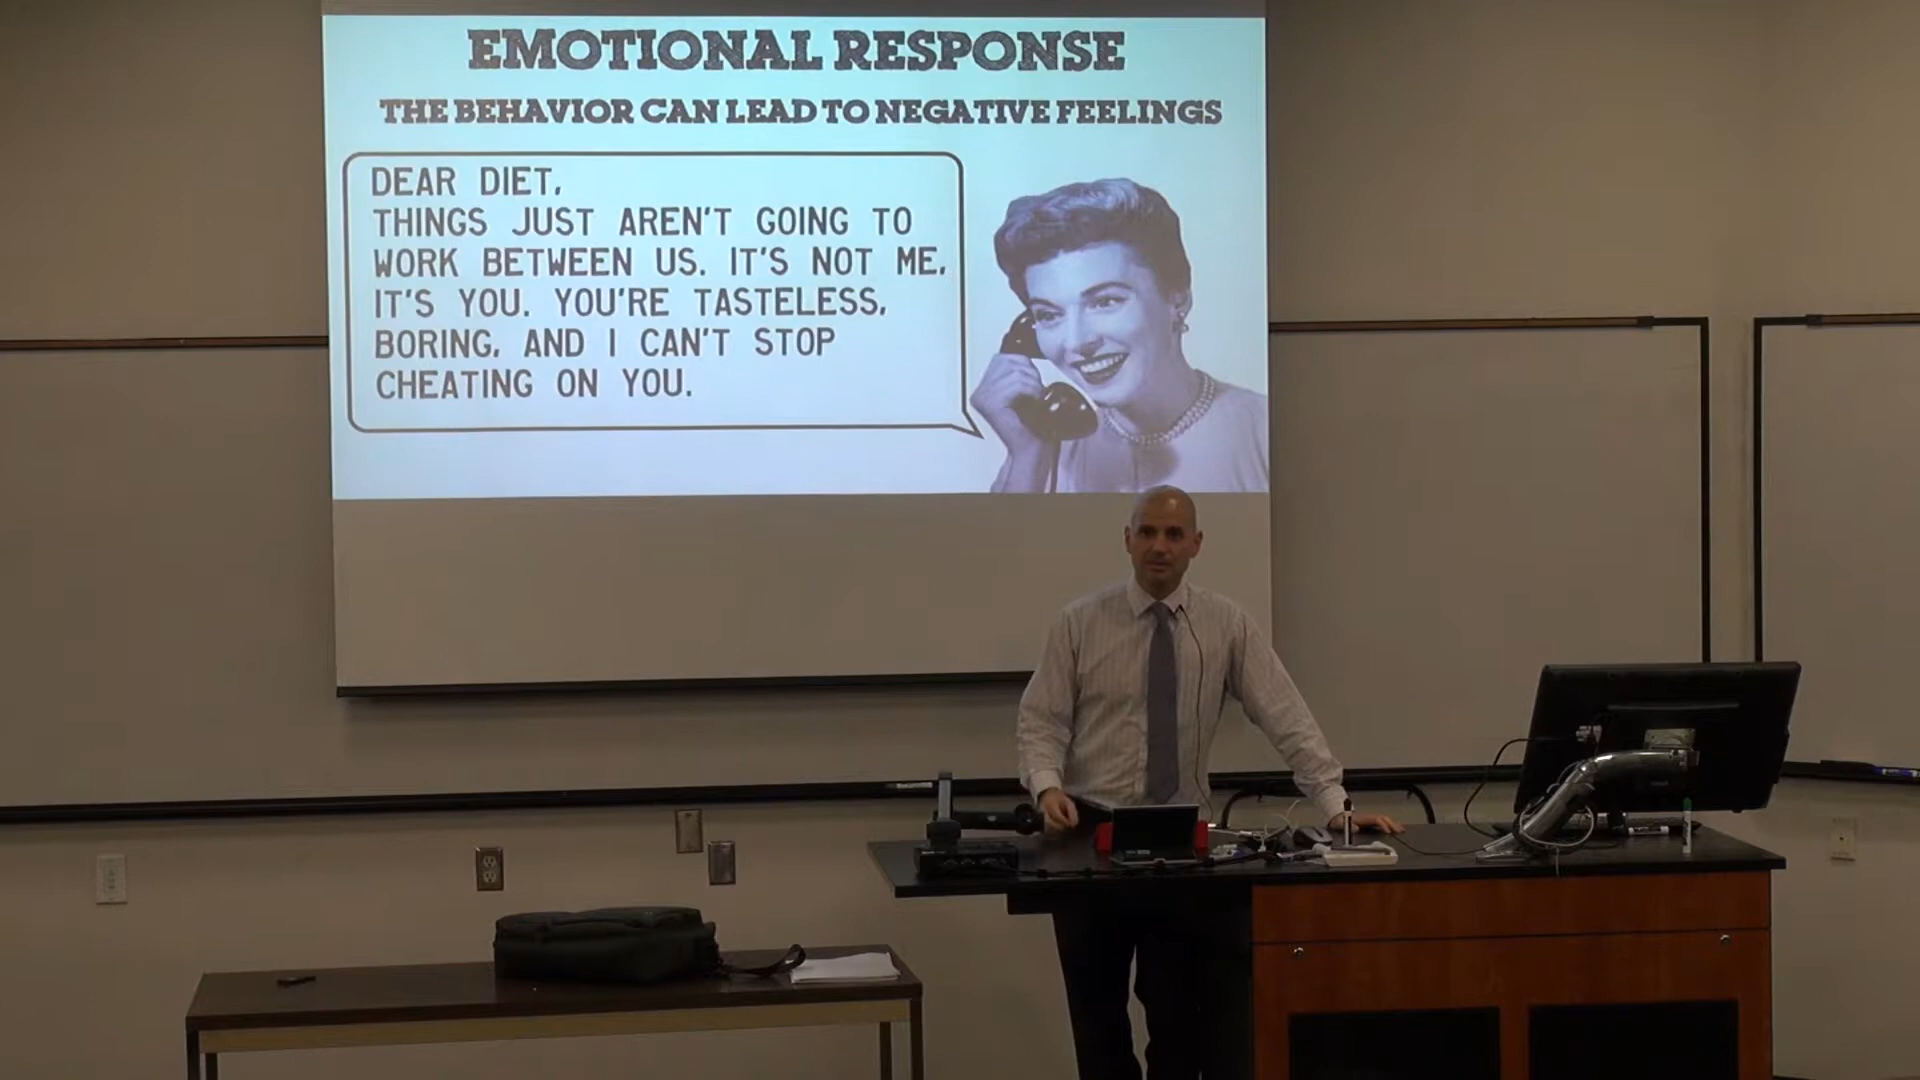 EMOTIONAL RESPONSE
THE BEHAVIOR CAN LEAD TO NEGATIVE FEELINGS
DEAR DIET,
THINGS JUST AREN'T GOING TO
WORK BETWEEN US. IT'S NOT ME,
IT'S YOU. YOU'RE TASTELESS,
BORING, AND I CAN'T STOP
CHEATING ON YOU.